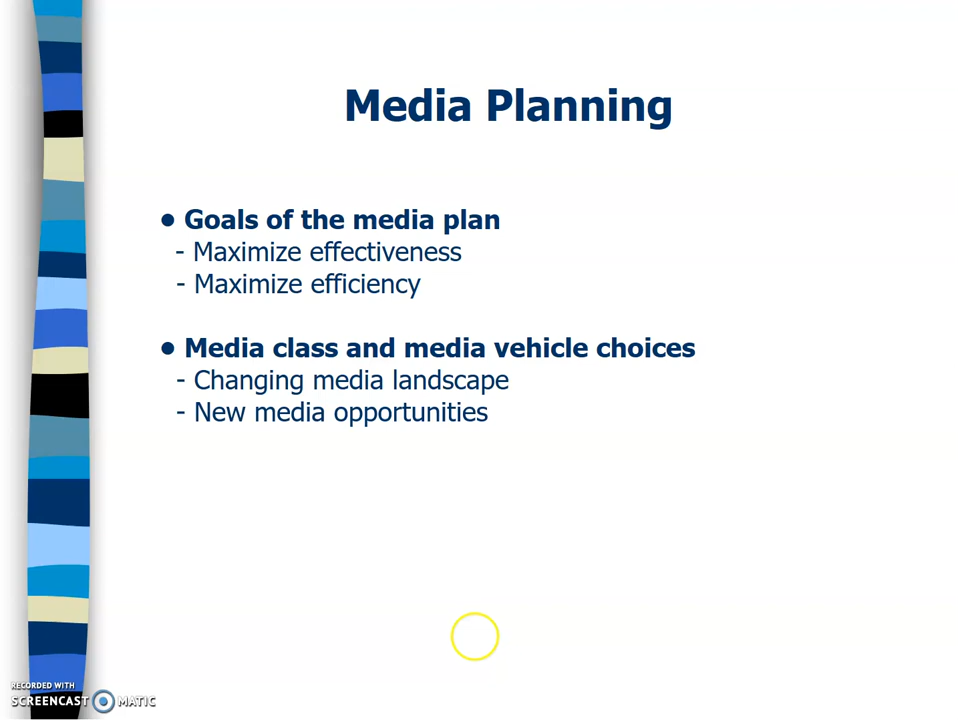 Media Planning
• Goals of the media plan
- Maximize effectiveness
- Maximize efficiency
• Media class and media vehicle choices
- Changing media landscape
- New media opportunities
RECORDED WITH
SCREENCAST MATIC